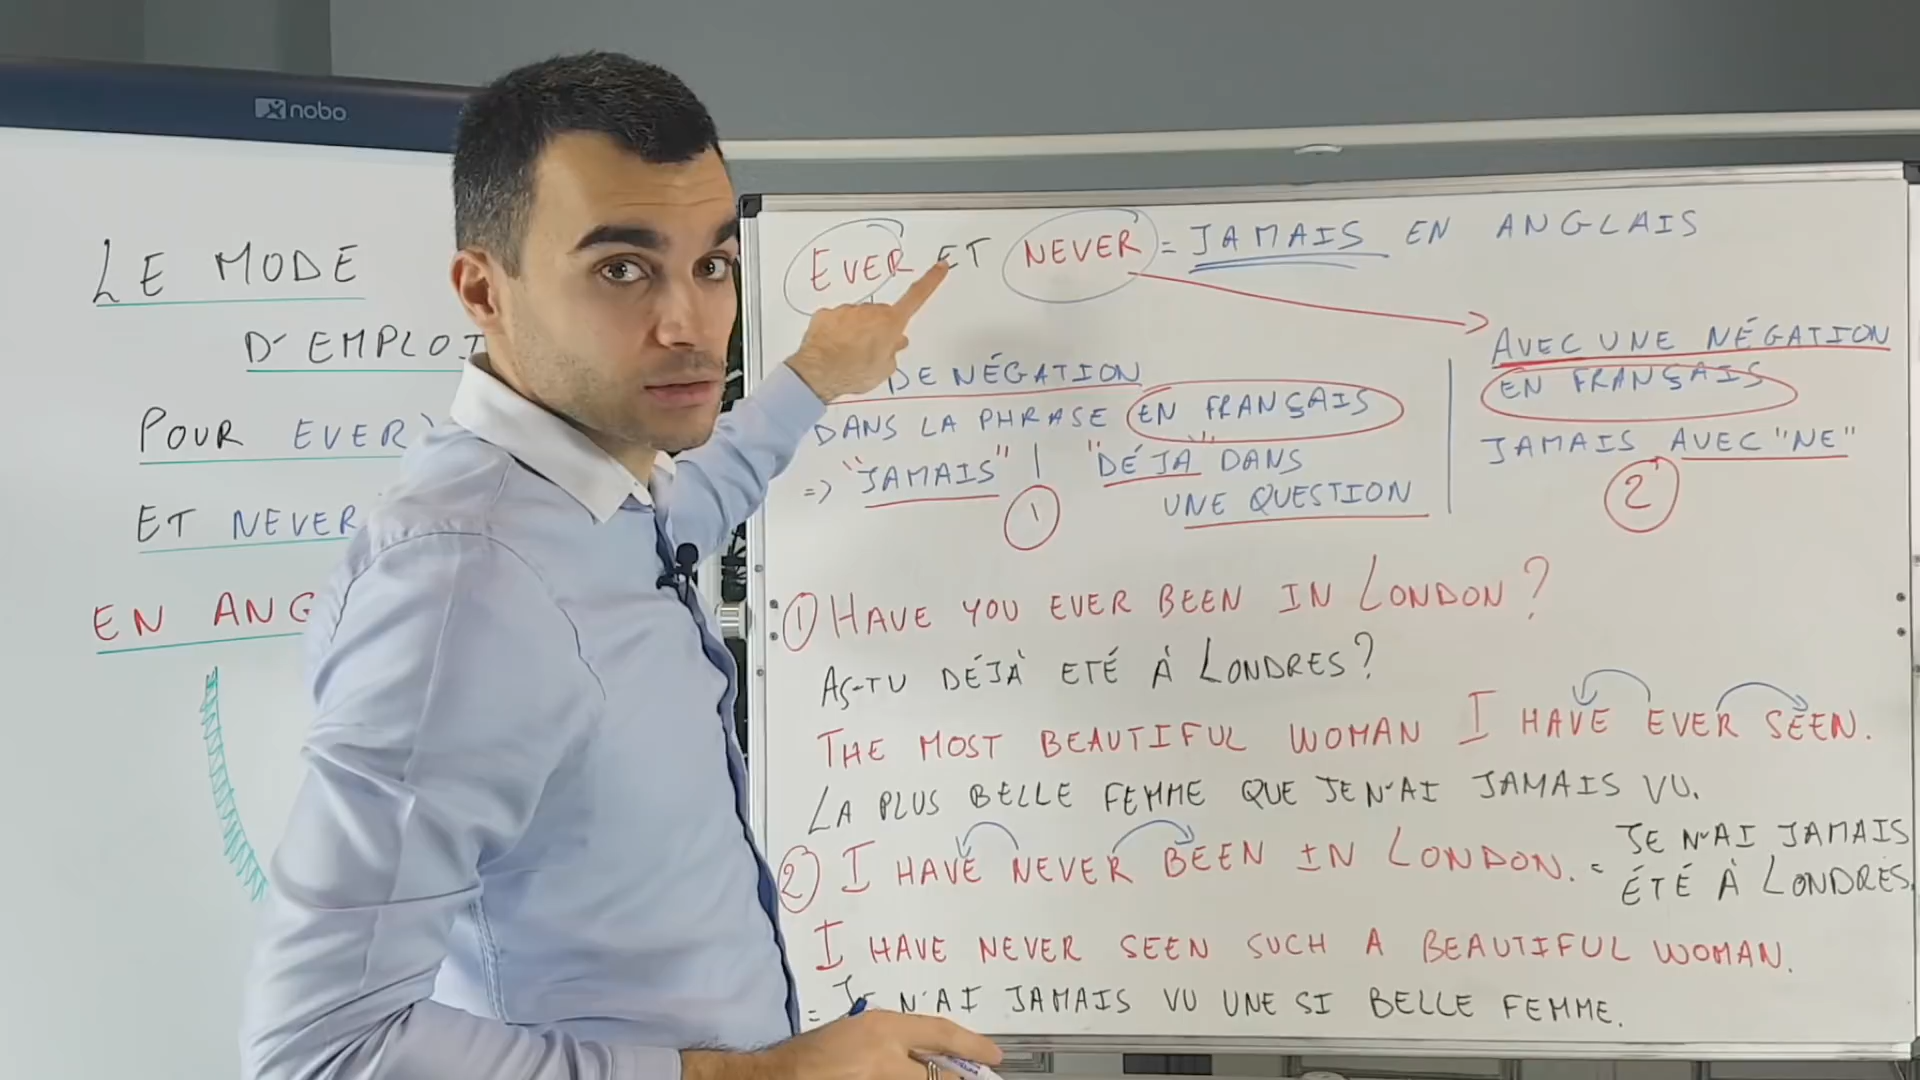 nobo
LE MODE
D'EMPLOI
POUR EVER
ET NEVER
EN ANG
EVER ET NEVER = JAMAIS EN ANGLAIS
DE NÉGATION
DANS LA PHRASE EN FRANÇAIS
=> "JAMAIS" | "DÉJA" DANS
UNE QUESTION
1
AVEC UNE NÉGATION
EN FRANÇAIS
JAMAIS AVEC "NE"
2
1 HAVE YOU EVER BEEN IN LONDON?
AS-TU DÉJÀ ETÉ À LONDRES?
THE MOST BEAUTIFUL WOMAN I HAVE EVER SEEN.
LA PLUS BELLE FEMME QUE JE N'AI JAMAIS VU.
2 I HAVE NEVER BEEN IN LONDON. = JE N'AI JAMAIS
ÉTÉ À LONDRES.
I HAVE NEVER SEEN SUCH A BEAUTIFUL WOMAN.
= JE N'AI JAMAIS VU UNE SI BELLE FEMME.